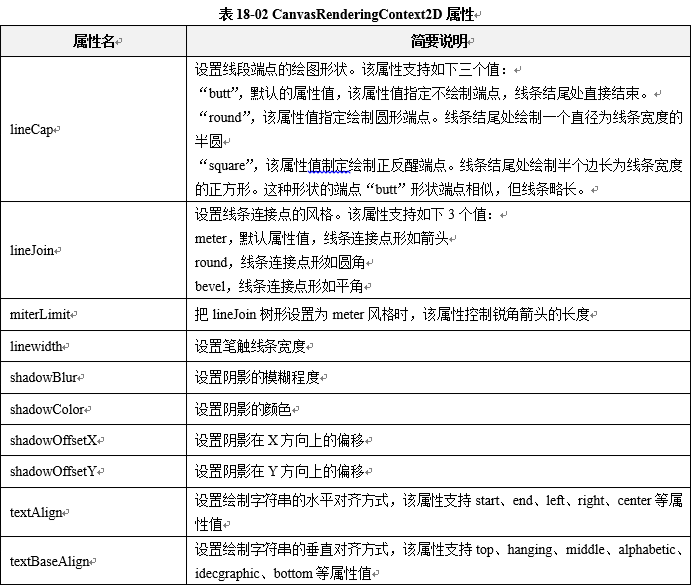 表 18-02 CanvasRenderingContext2D 属性
属性名
简要说明
lineCap
设置线段端点的绘图形状。该属性支持如下三个值：
“butt”，默认的属性值，该属性值指定不绘制端点，线条结尾处直接结束。
“round”，该属性值指定绘制圆形端点。线条结尾处绘制一个直径为线条宽度的
半圆
“square”，该属性值制定绘制正反醒端点。线条结尾处绘制半个边长为线条宽度
的正方形。这种形状的端点“butt”形状端点相似，但线条略长。
lineJoin
设置线条连接点的风格。该属性支持如下 3 个值：
meter，默认属性值，线条连接点形如箭头
round，线条连接点形如圆角
bevel，线条连接点形如平角
miterLimit
把 lineJoin 树形设置为 meter 风格时，该属性控制锐角箭头的长度
linewidth
设置笔触线条宽度
shadowBlur
设置阴影的模糊程度
shadowColor
设置阴影的颜色
shadowOffsetX
设置阴影在 X 方向上的偏移
shadowOffsetY
设置阴影在 Y 方向上的偏移
textAlign
设置绘制字符串的水平对齐方式，该属性支持 start、end、left、right、center 等属
性值
textBaseAlign
设置绘制字符串的垂直对齐方式，该属性支持 top、hanging、middle、alphabetic、
idecgraphic、bottom 等属性值